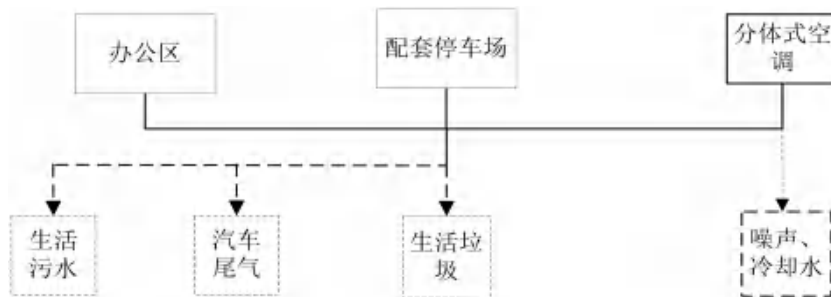 办公区
配套停车场
分体式空
调
生活
污水
汽车
尾气
生活垃
圾
噪声、
冷却水